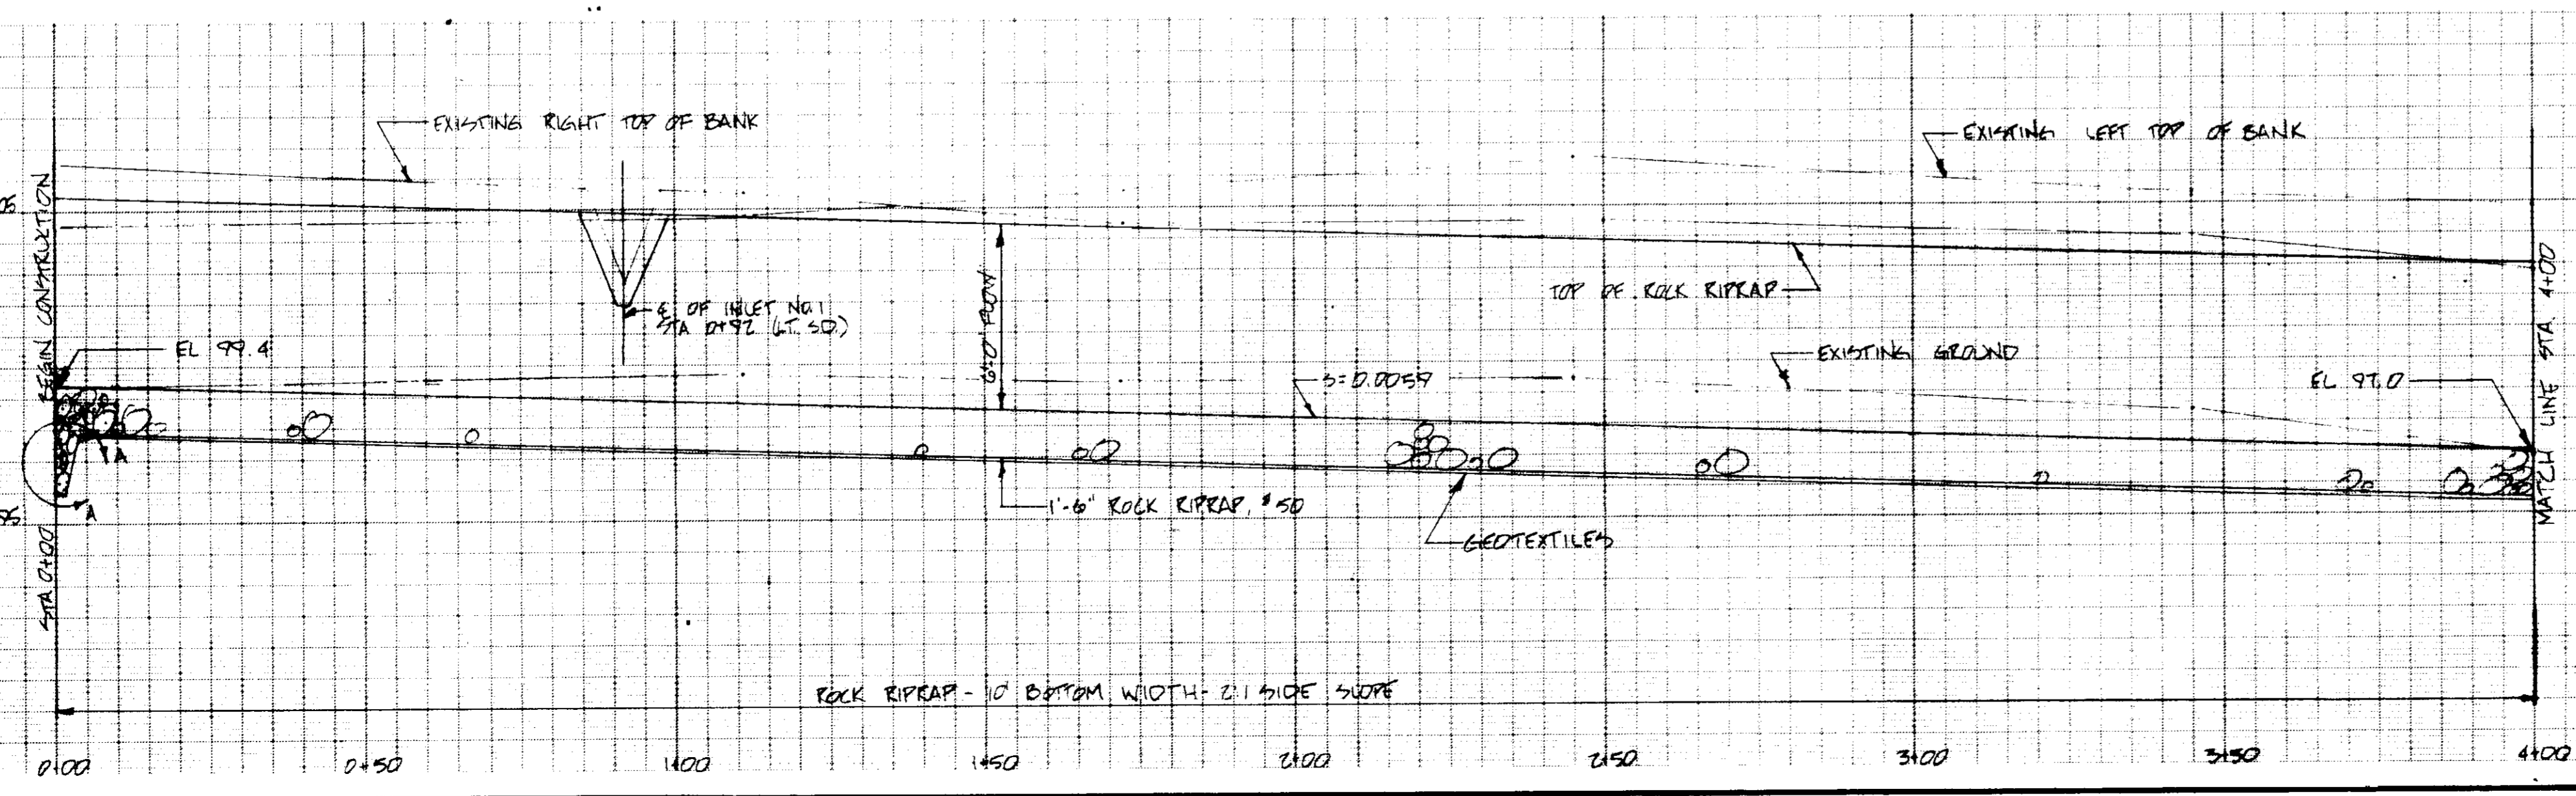 EXISTING RIGHT TOP OF BANK
EXISTING LEFT TOP OF BANK
BEGIN CONSTRUCTION
STA 0+00
6'-0" FLOW
TOP OF ROCK RIPRAP
MATCH LINE STA. 4+00
℄ OF INLET NO.1
STA 0+92 (LT. SD.)
EL 99.4
EXISTING GROUND
S=0.0059
EL 97.0
A
A
1'-6" ROCK RIPRAP,
GEOTEXTILES
95
ROCK RIPRAP - 10' BOTTOM WIDTH - 2:1 SIDE SLOPE
0+00
0+50
1+00
1+50
2+00
2+50
3+00
3+50
4+00